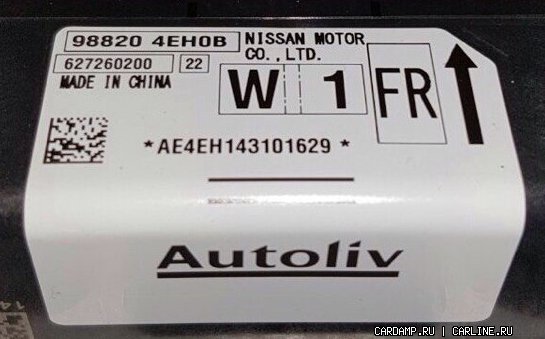 98820 4EH0B NISSAN MOTOR
CO.,LTD.
627260200 22
MADE IN CHINA
W 1 FR
*AE4EH143101629 *
Autoliv
14
CARDAMP.RU | CARLINE.RU